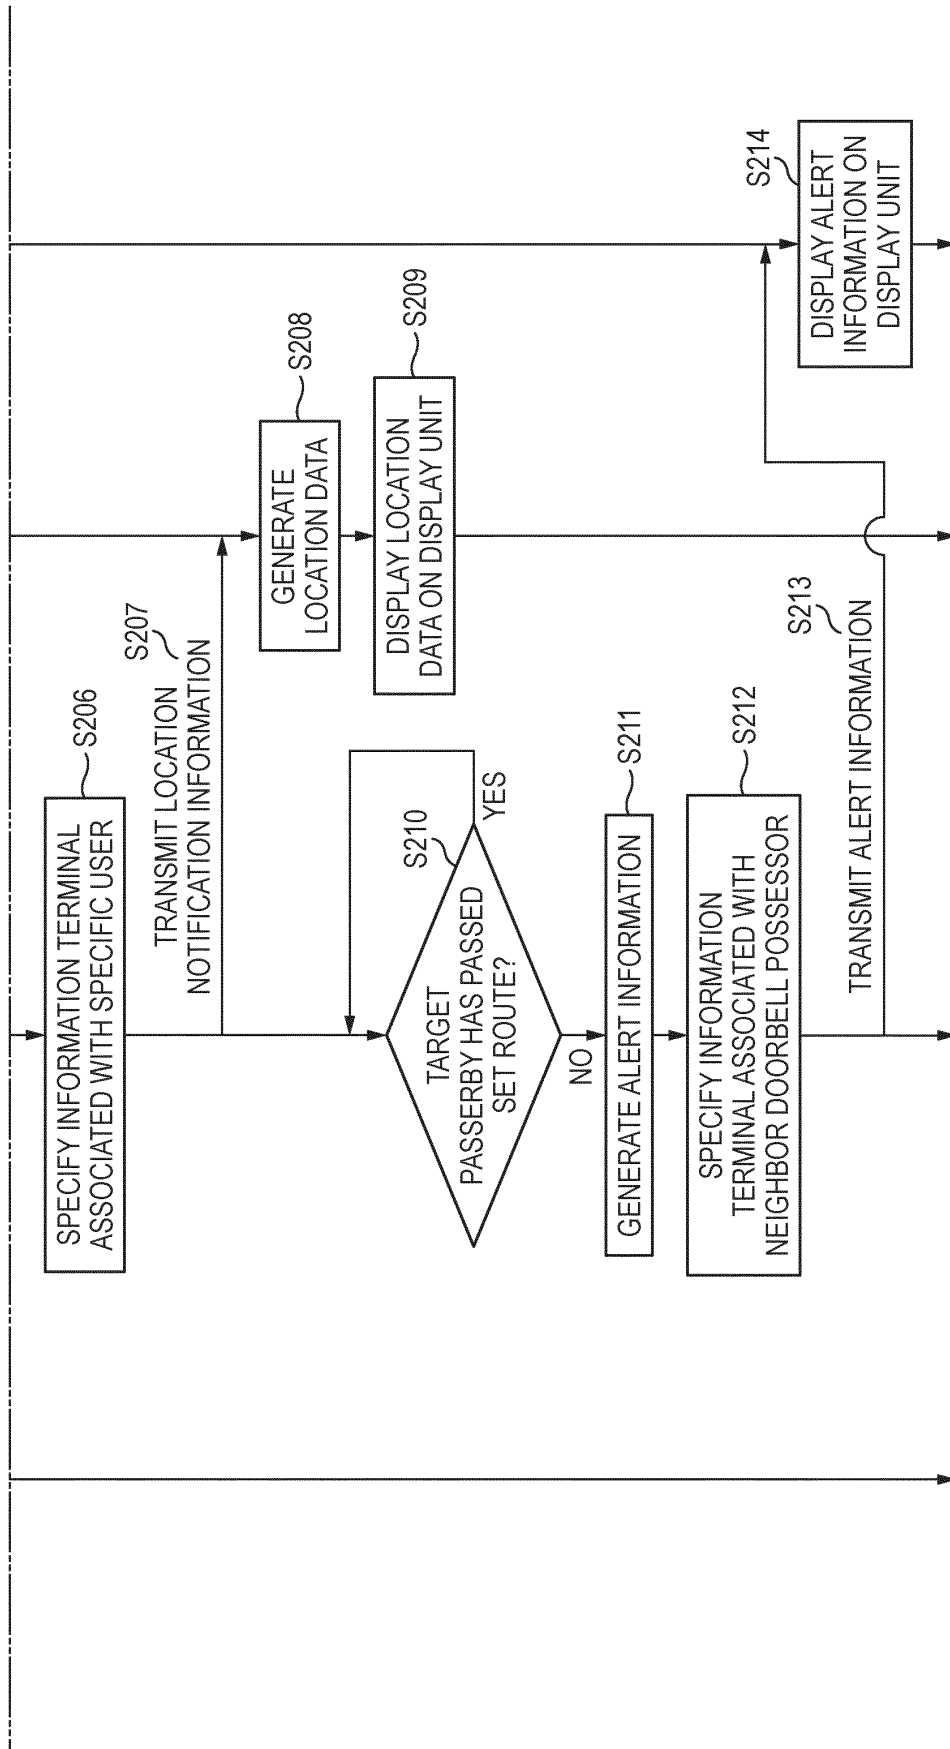 S206
SPECIFY INFORMATION TERMINAL
ASSOCIATED WITH SPECIFIC USER
S207
TRANSMIT LOCATION
NOTIFICATION INFORMATION
S208
GENERATE
LOCATION DATA
S209
DISPLAY LOCATION
DATA ON DISPLAY UNIT
S210
TARGET
PASSERBY HAS PASSED
SET ROUTE?
YES
NO
S211
GENERATE ALERT INFORMATION
S212
SPECIFY INFORMATION
TERMINAL ASSOCIATED WITH
NEIGHBOR DOORBELL POSSESSOR
S213
TRANSMIT ALERT INFORMATION
S214
DISPLAY ALERT
INFORMATION ON
DISPLAY UNIT